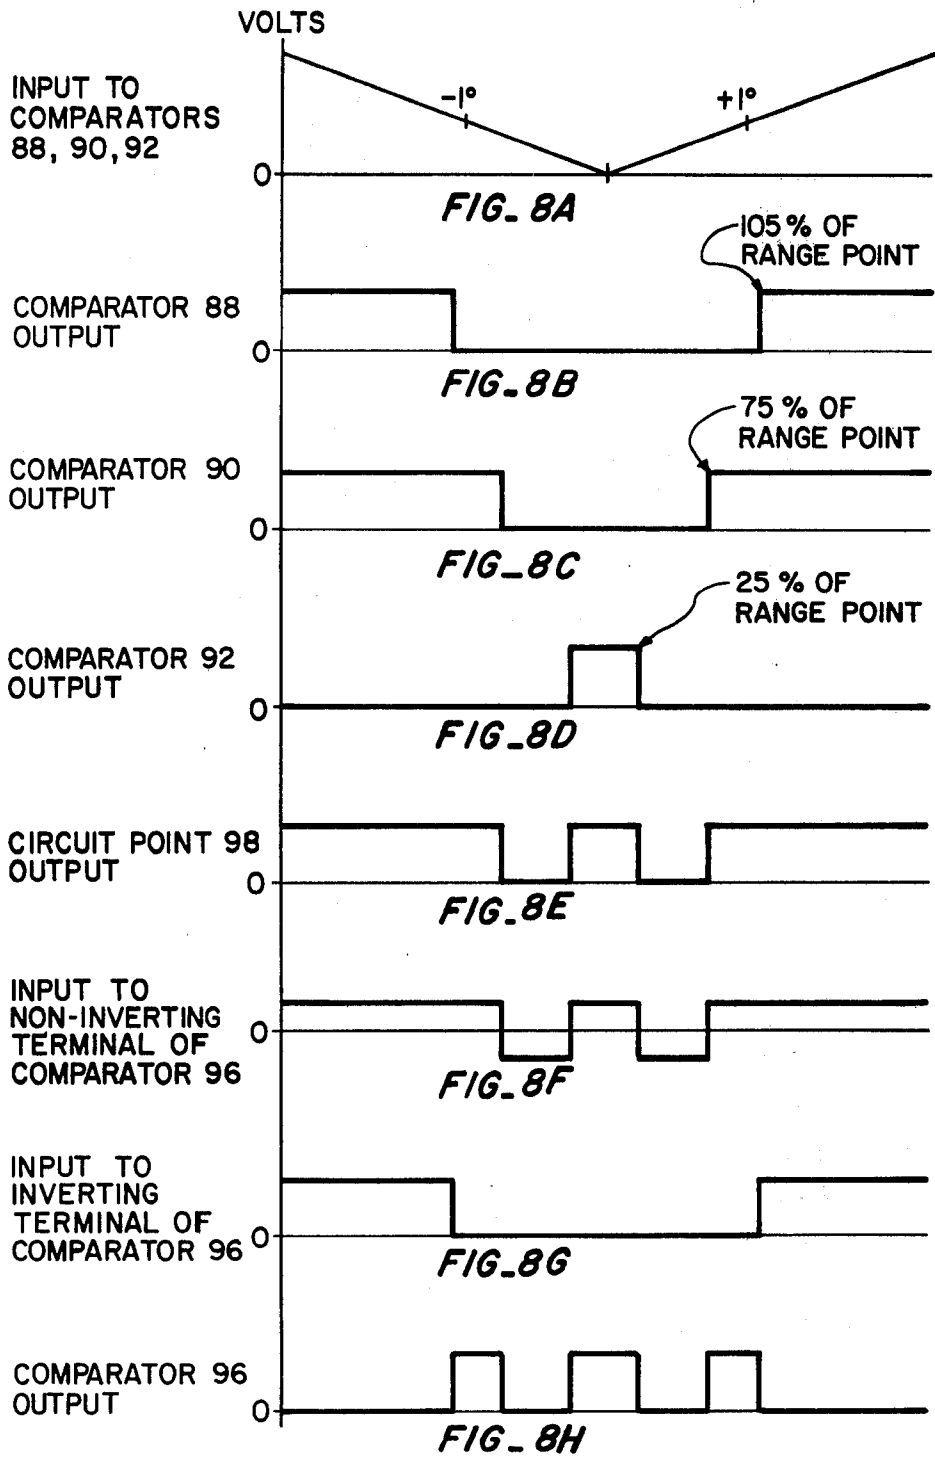 VOLTS
INPUT TO
COMPARATORS
88, 90, 92
-1°
+1°
0
FIG_8A
105% OF
RANGE POINT
COMPARATOR 88
OUTPUT
0
FIG_8B
75% OF
RANGE POINT
COMPARATOR 90
OUTPUT
0
FIG_8C
25% OF
RANGE POINT
COMPARATOR 92
OUTPUT
0
FIG_8D
CIRCUIT POINT 98
OUTPUT
0
FIG_8E
INPUT TO
NON-INVERTING
TERMINAL OF
COMPARATOR 96
0
FIG_8F
INPUT TO
INVERTING
TERMINAL OF
COMPARATOR 96
0
FIG_8G
COMPARATOR 96
OUTPUT
0
FIG_8H